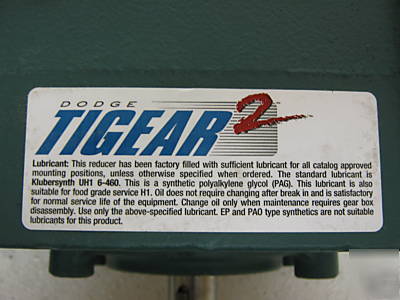 DODGE
TIGEAR 2
Lubricant: This reducer has been factory filled with sufficient lubricant for all catalog approved
mounting positions, unless otherwise specified when ordered. The standard lubricant is
Klubersynth UH1 6-460. This is a synthetic polyalkylene glycol (PAG). This lubricant is also
suitable for food grade service H1. Oil does not require changing after break in and is satisfactory
for normal service life of the equipment. Change oil only when maintenance requires gear box
disassembly. Use only the above-specified lubricant. EP and PAO type synthetics are not suitable
lubricants for this product.